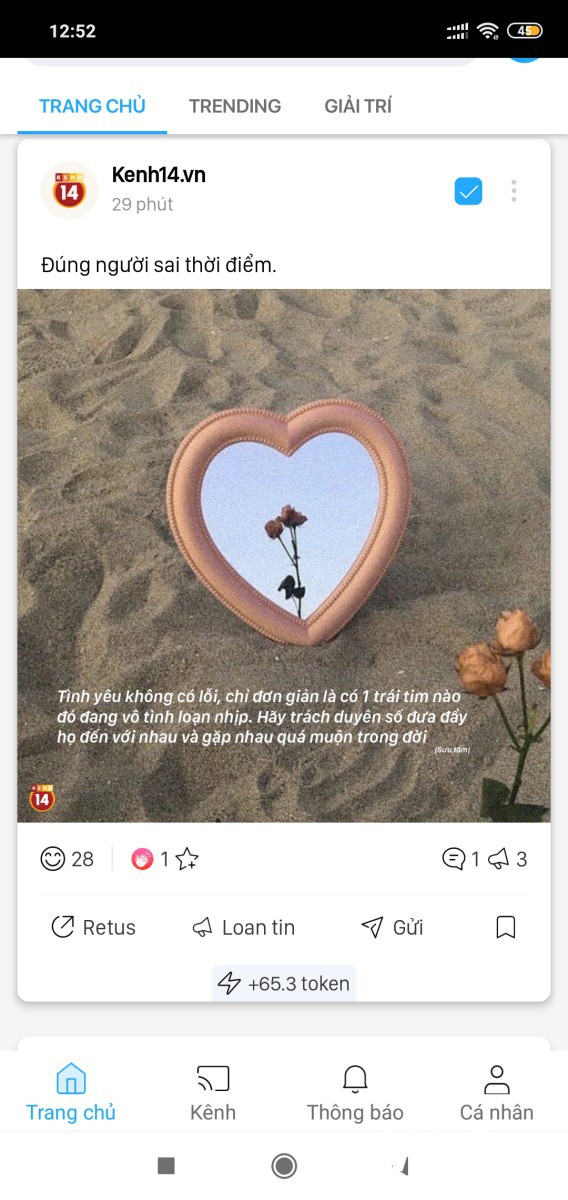 12:52
45
TRANG CHỦ
TRENDING
GIẢI TRÍ
KENH
14
Kenh14.vn
29 phút
Đúng người sai thời điểm.
Tình yêu không có lỗi, chỉ đơn giản là có 1 trái tim nào
đó đang vô tình loạn nhịp. Hãy trách duyên số đưa đẩy
họ đến với nhau và gặp nhau quá muộn trong đời
|Sưu tầm|
KENH
14
28
1
1
3
Retus
Loan tin
Gửi
+65.3 token
Trang chủ
Kênh
Thông báo
Cá nhân